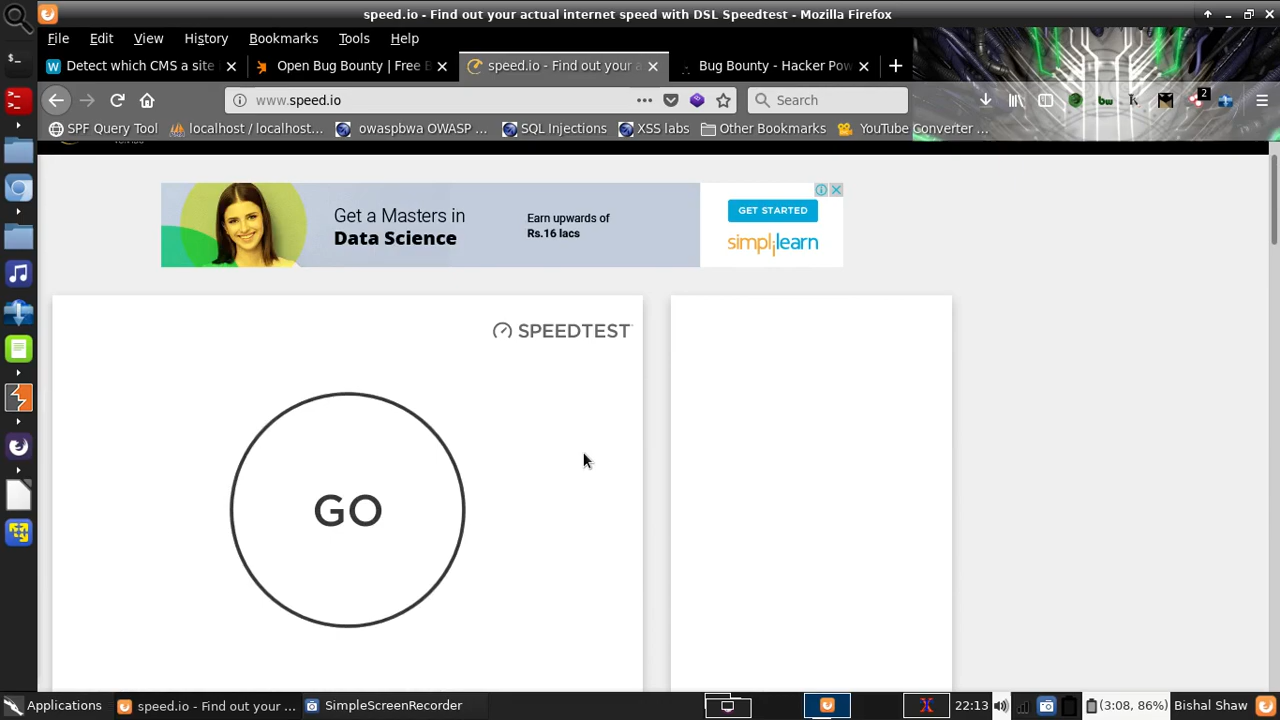 speed.io - Find out your actual internet speed with DSL Speedtest - Mozilla Firefox
File Edit View History Bookmarks Tools Help
Detect which CMS a site
Open Bug Bounty | Free B
speed.io - Find out your a
Bug Bounty - Hacker Pow
www.speed.io
Search
2
SPF Query Tool
localhost / localhost...
owaspbwa OWASP ...
SQL Injections
XSS labs
Other Bookmarks
YouTube Converter ...
Get a Masters in
Data Science
Earn upwards of
Rs.16 lacs
GET STARTED
simplilearn
SPEEDTEST
GO
Applications
speed.io - Find out your ...
SimpleScreenRecorder
22:13
(3:08, 86%)
Bishal Shaw